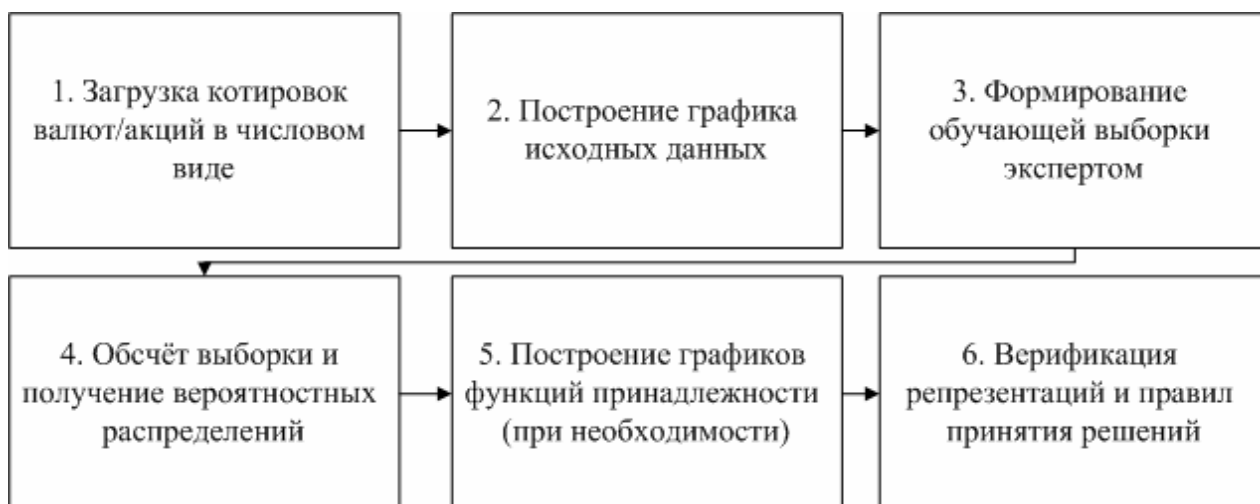 1. Загрузка котировок
валют/акций в числовом
виде
2. Построение графика
исходных данных
3. Формирование
обучающей выборки
экспертом
4. Обсчёт выборки и
получение вероятностных
распределений
5. Построение графиков
функций принадлежности
(при необходимости)
6. Верификация
репрезентаций и правил
принятия решений